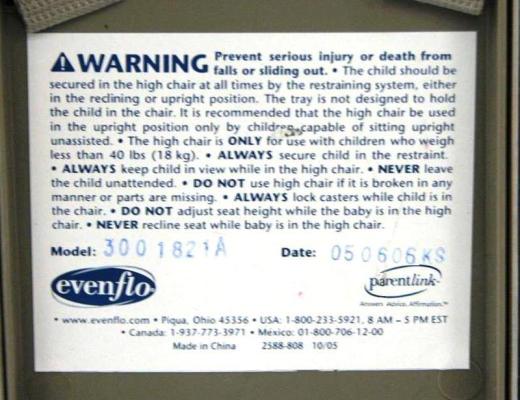 WARNING Prevent serious injury or death from
falls or sliding out. • The child should be
secured in the high chair at all times by the restraining system, either
in the reclining or upright position. The tray is not designed to hold
the child in the chair. It is recommended that the high chair be used
in the upright position only by children capable of sitting upright
unassisted. • The high chair is ONLY for use with children who weigh
less than 40 lbs (18 kg). • ALWAYS secure child in the restraint.
• ALWAYS keep child in view while in the high chair. • NEVER leave
the child unattended. • DO NOT use high chair if it is broken in any
manner or parts are missing. • ALWAYS lock casters while child is in
the chair. • DO NOT adjust seat height while the baby is in the high
chair. • NEVER recline seat while baby is in the high chair.
Model: 3001821A Date: 050606KS
evenflo parentlink
Answers. Advice. Affirmation.™
• www.evenflo.com • Piqua, Ohio 45356 • USA: 1-800-233-5921, 8 AM – 5 PM EST
• Canada: 1-937-773-3971 • México: 01-800-706-12-00
Made in China 2588-808 10/05